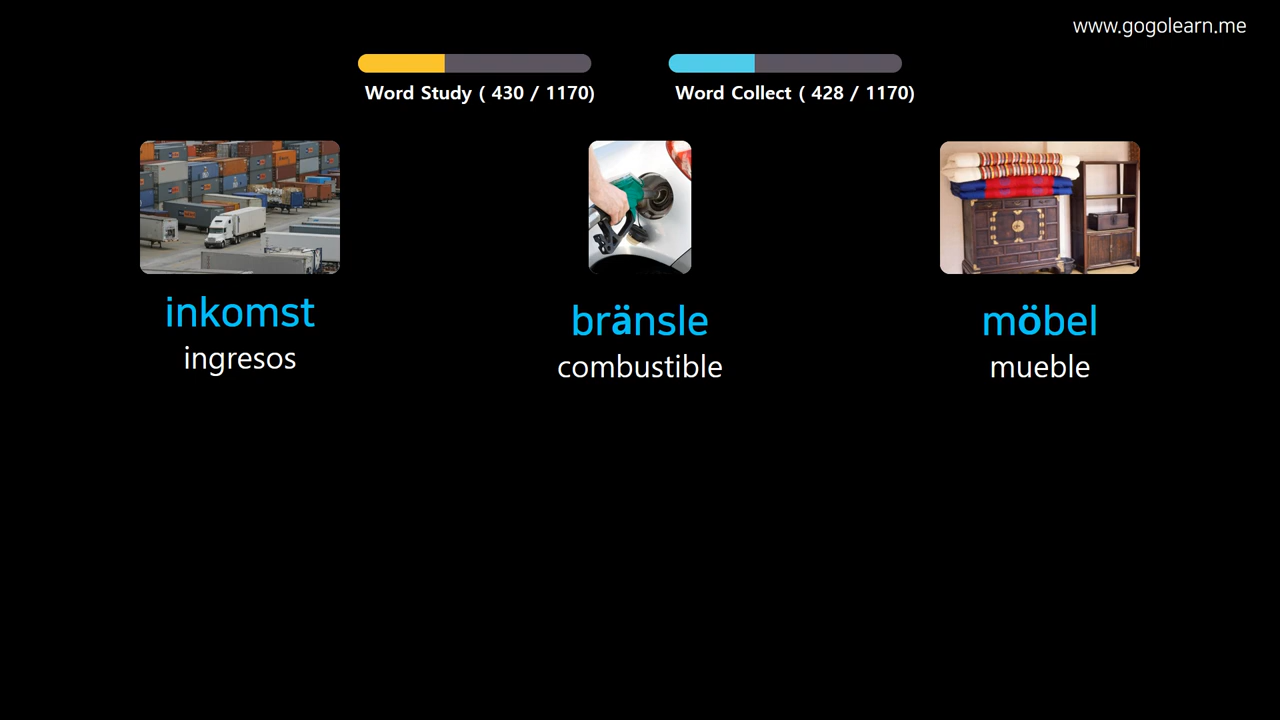 www.gogolearn.me
Word Study ( 430 / 1170)
Word Collect ( 428 / 1170)
inkomst
ingresos
bränsle
combustible
möbel
mueble